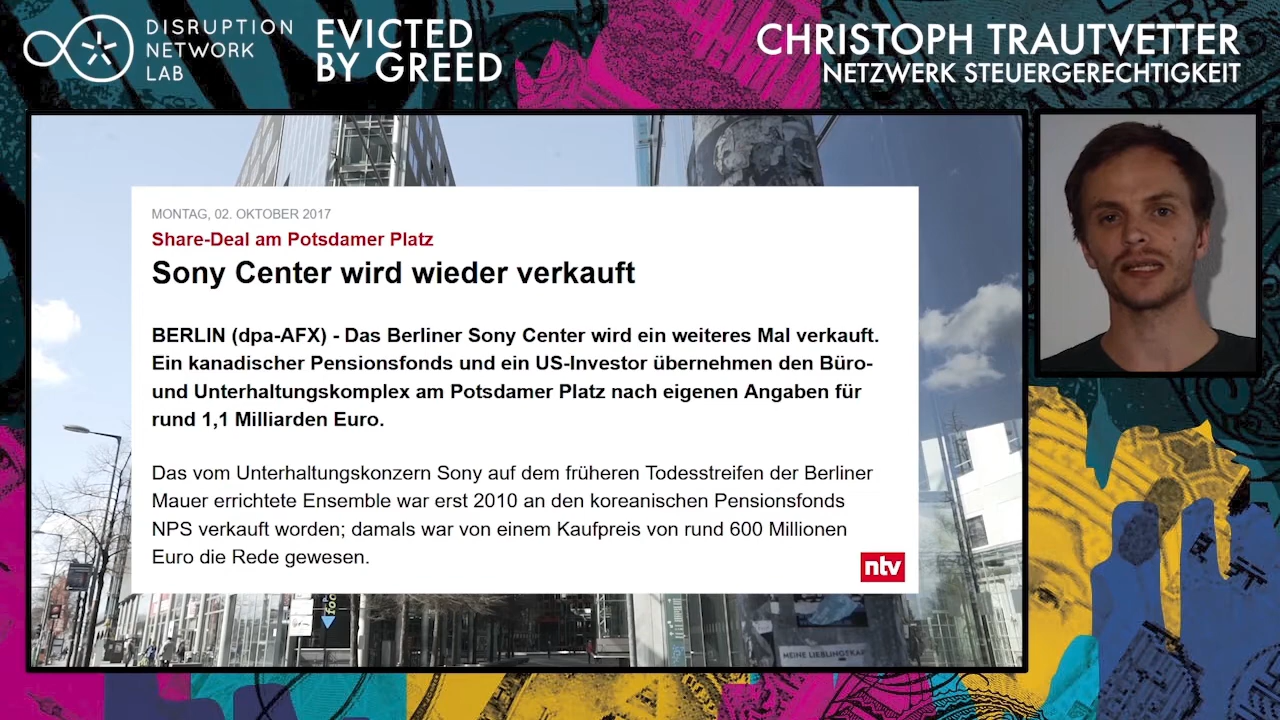 DISRUPTION
NETWORK
LAB
EVICTED
BY GREED
CHRISTOPH TRAUTVETTER
NETZWERK STEUERGERECHTIGKEIT
MONTAG, 02. OKTOBER 2017
Share-Deal am Potsdamer Platz
Sony Center wird wieder verkauft
BERLIN (dpa-AFX) - Das Berliner Sony Center wird ein weiteres Mal verkauft.
Ein kanadischer Pensionsfonds und ein US-Investor übernehmen den Büro-
und Unterhaltungskomplex am Potsdamer Platz nach eigenen Angaben für
rund 1,1 Milliarden Euro.
Das vom Unterhaltungskonzern Sony auf dem früheren Todesstreifen der Berliner
Mauer errichtete Ensemble war erst 2010 an den koreanischen Pensionsfonds
NPS verkauft worden; damals war von einem Kaufpreis von rund 600 Millionen
Euro die Rede gewesen.
ntv